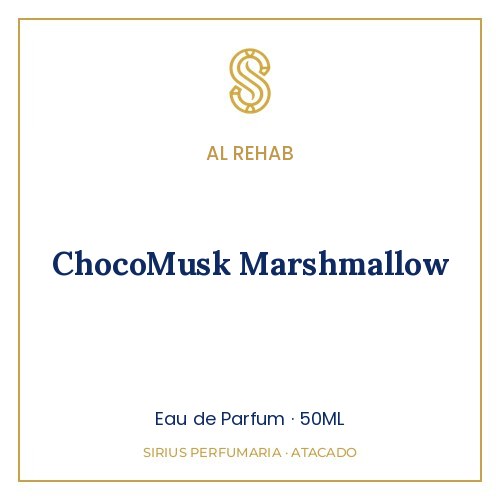 AL REHAB
ChocoMusk Marshmallow
Eau de Parfum · 50ML
SIRIUS PERFUMARIA · ATACADO